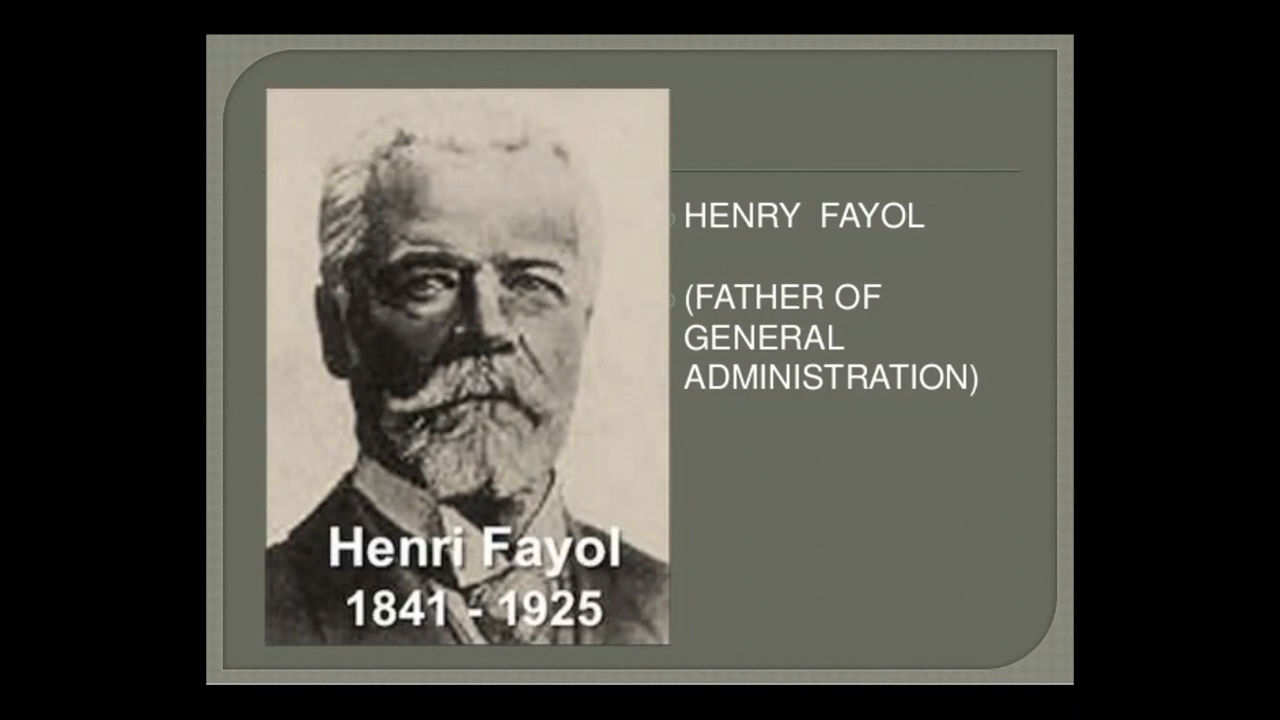 HENRY FAYOL
(FATHER OF
GENERAL
ADMINISTRATION)
Henri Fayol
1841 - 1925